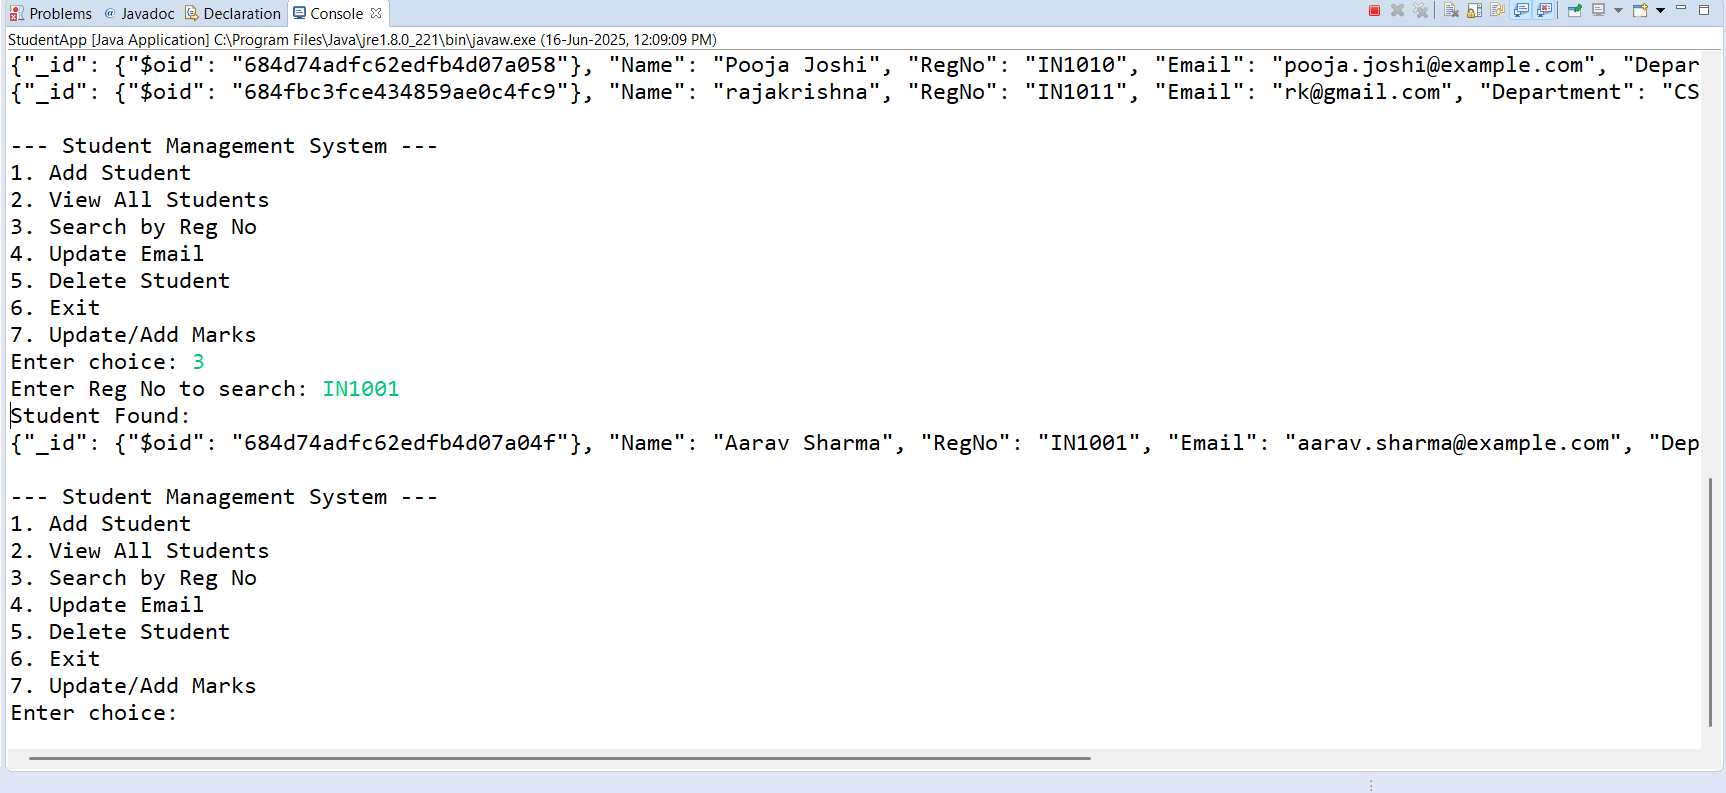 Problems @ Javadoc Declaration Console
StudentApp [Java Application] C:\Program Files\Java\jre1.8.0_221\bin\javaw.exe (16-Jun-2025, 12:09:09 PM)
{"_id": {"$oid": "684d74adfc62edfb4d07a058"}, "Name": "Pooja Joshi", "RegNo": "IN1010", "Email": "pooja.joshi@example.com", "Depar
{"_id": {"$oid": "684fbc3fce434859ae0c4fc9"}, "Name": "rajakrishna", "RegNo": "IN1011", "Email": "rk@gmail.com", "Department": "CS
--- Student Management System ---
1. Add Student
2. View All Students
3. Search by Reg No
4. Update Email
5. Delete Student
6. Exit
7. Update/Add Marks
Enter choice: 3
Enter Reg No to search: IN1001
Student Found:
{"_id": {"$oid": "684d74adfc62edfb4d07a04f"}, "Name": "Aarav Sharma", "RegNo": "IN1001", "Email": "aarav.sharma@example.com", "Dep
--- Student Management System ---
1. Add Student
2. View All Students
3. Search by Reg No
4. Update Email
5. Delete Student
6. Exit
7. Update/Add Marks
Enter choice: